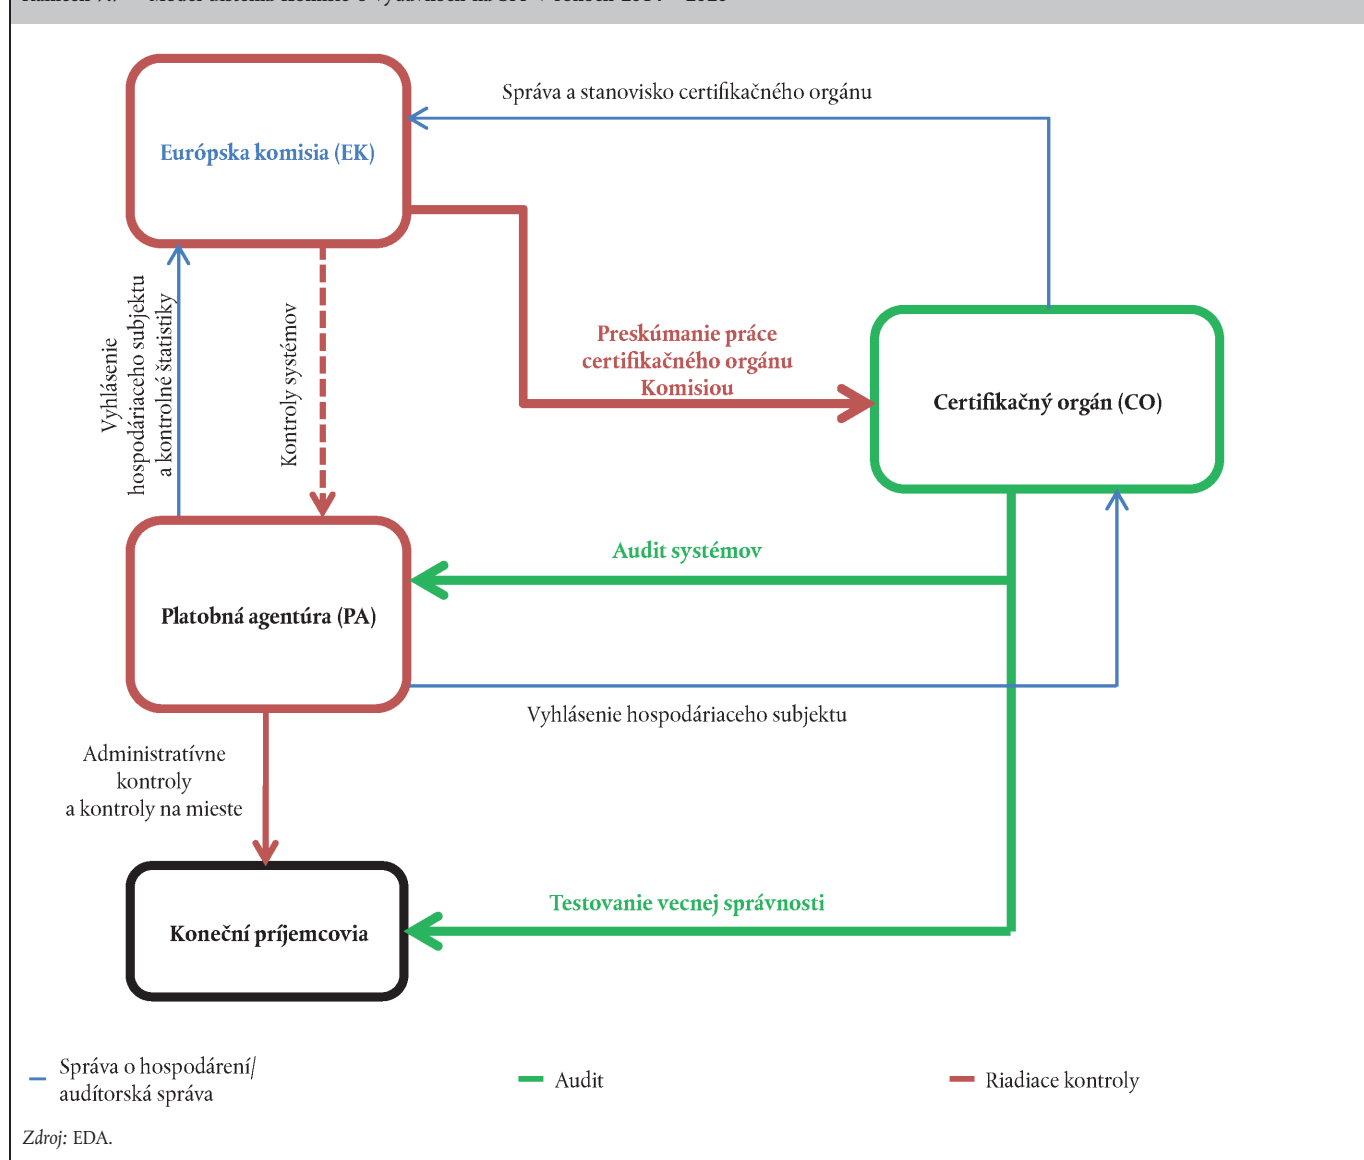 Správa a stanovisko certifikačného orgánu
Európska komisia (EK)
Vyhlásenie
hospodáriaceho subjektu
a kontrolné štatistiky
Kontroly systémov
Preskúmanie práce
certifikačného orgánu
Komisiou
Certifikačný orgán (CO)
Audit systémov
Platobná agentúra (PA)
Vyhlásenie hospodáriaceho subjektu
Administratívne
kontroly
a kontroly na mieste
Testovanie vecnej správnosti
Koneční príjemcovia
Správa o hospodárení/
audítorská správa
Audit
Riadiace kontroly
Zdroj: EDA.